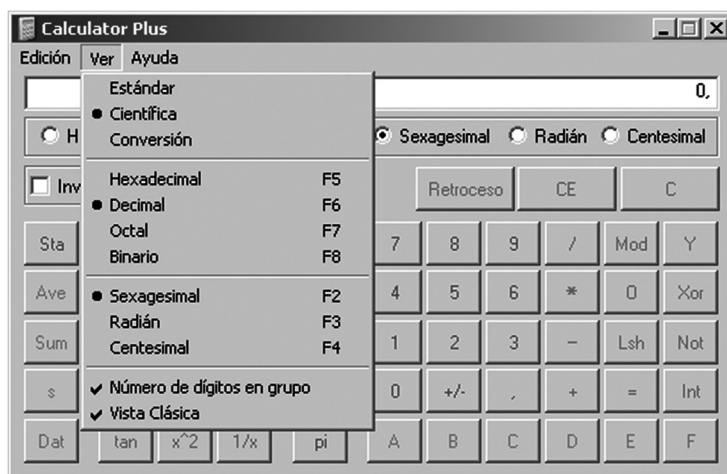 Calculator Plus
Edición Ver Ayuda
0,
Estándar
Científica
Conversión
H Sexagesimal Radián Centesimal
Hexadecimal F5
Decimal F6
Octal F7
Binario F8
Inv Retroceso CE C
Sexagesimal F2
Radián F3
Centesimal F4
Número de dígitos en grupo
Vista Clásica
Sta 7 8 9 / Mod Y
Ave 4 5 6 * O Xor
Sum 1 2 3 - Lsh Not
s 0 +/- , + = Int
Dat tan x^2 1/x pi A B C D E F